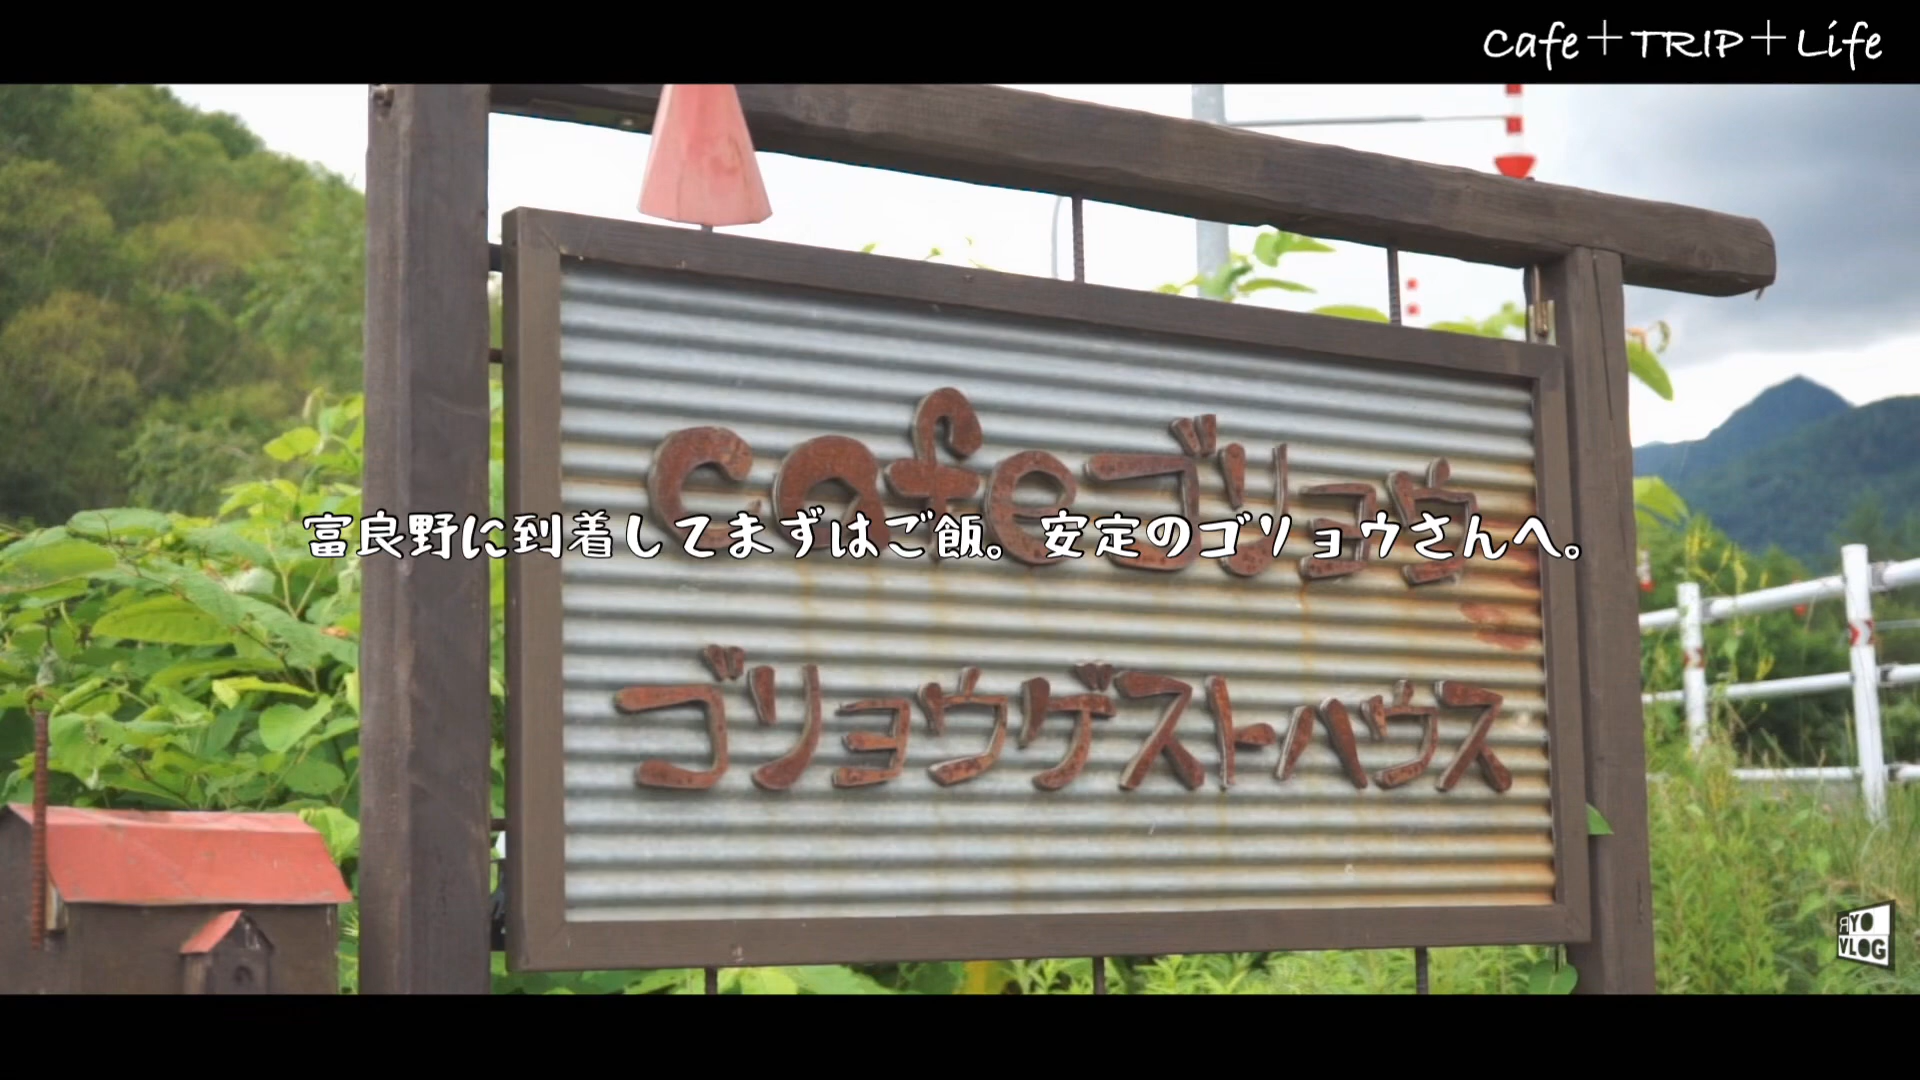 Cafe+TRIP+Life
cafeゴリョウ
富良野に到着してまずはご飯。安定のゴリョウさんへ。
ゴリョウゲストハウス
RYO
VLOG